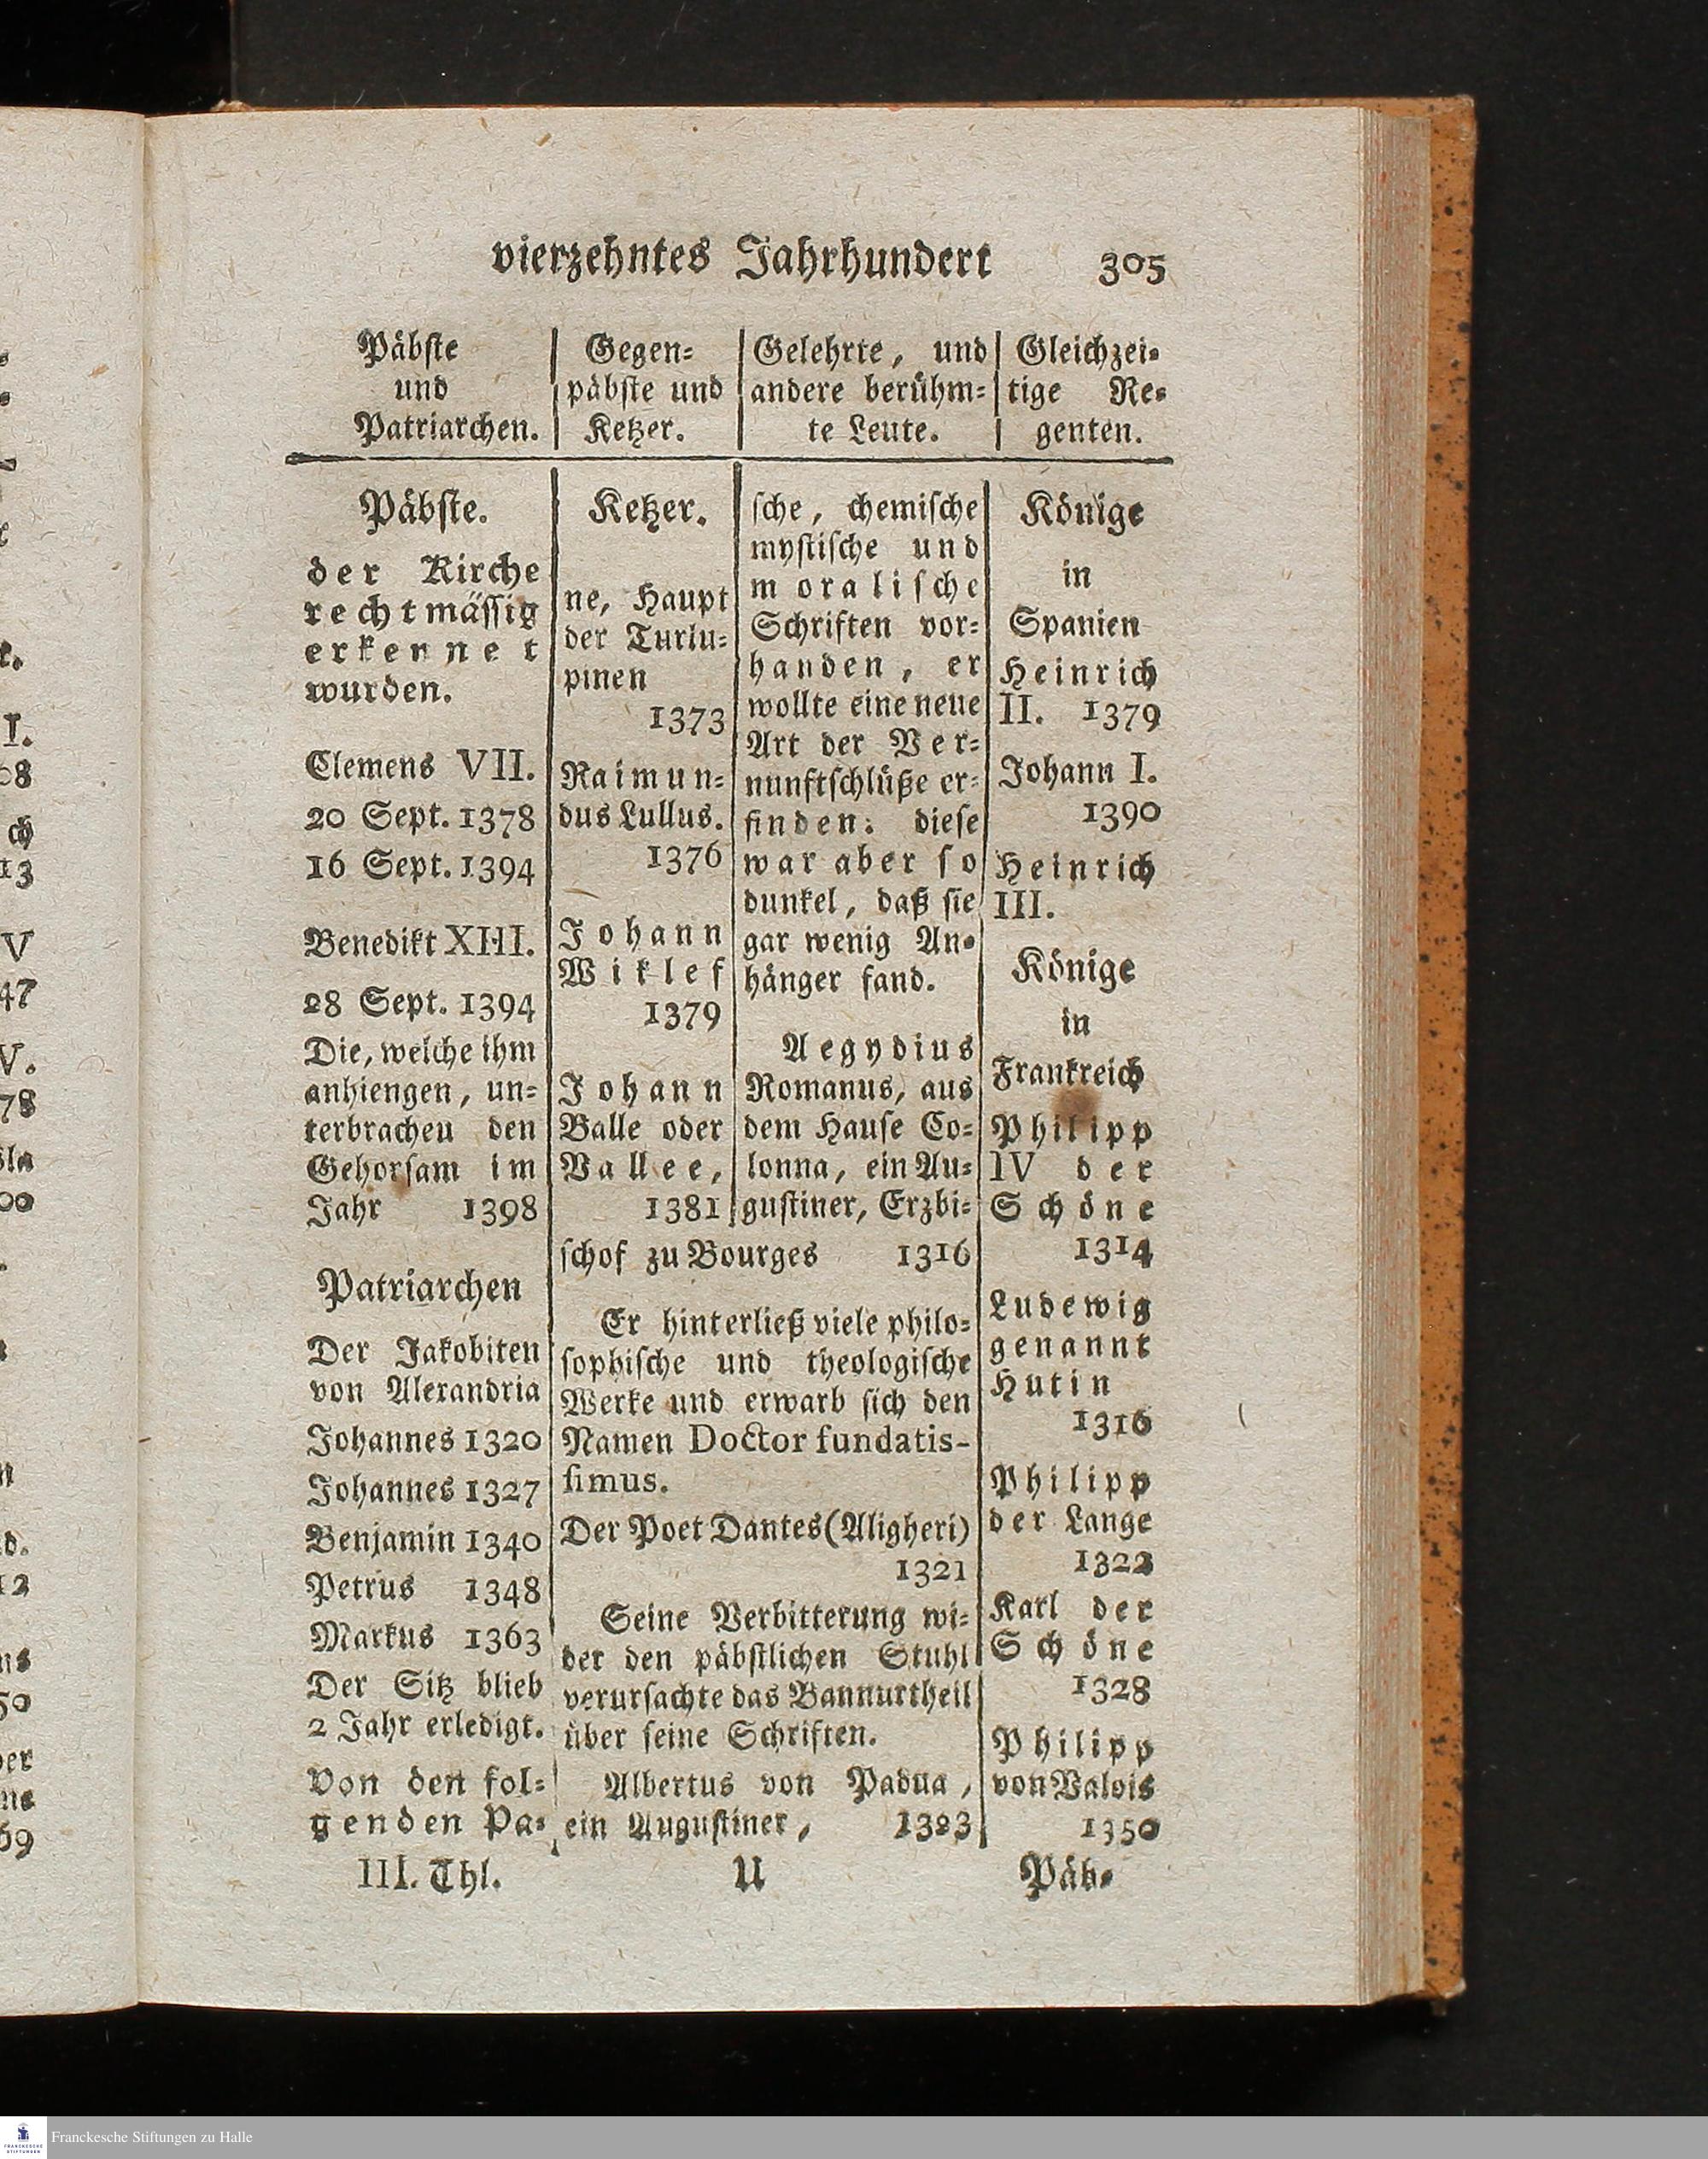 vierzehntes Jahrhundert 305
Päbste
und
Patriarchen.
Gegen-
päbste und
Ketzer.
Gelehrte, und
andere berühm-
te Leute.
Gleichzei-
tige Re-
genten.
Päbste.
der Kirche
rechtmässig
erkennet
wurden.
Clemens VII.
20 Sept. 1378
16 Sept. 1394
Benedikt XIII.
28 Sept. 1394
Die, welche ihm
anhiengen, un-
terbrachen den
Gehorsam im
Jahr 1398
Patriarchen
Der Jakobiten
von Alexandria
Johannes 1320
Johannes 1327
Benjamin 1340
Petrus 1348
Markus 1363
Der Sitz blieb
2 Jahr erledigt.
Von den fol-
genden Pa-
Ketzer.
ne, Haupt
der Turlu-
pinen
1373
Raimun-
dus Lullus.
1376
Johann
Wiklef
1379
Johann
Balle oder
Vallee,
1381
sche, chemische
mystische und
moralische
Schriften vor-
handen, er
wollte eine neue
Art der Ver-
nunftschlüße er-
finden: diese
war aber so
dunkel, daß sie
gar wenig An-
hänger fand.
Aegydius
Romanus, aus
dem Hause Co-
lonna, ein Au-
gustiner, Erzbi-
schof zu Bourges 1316
Er hinterließ viele philo-
sophische und theologische
Werke und erwarb sich den
Namen Doctor fundatis-
simus.
Der Poet Dantes (Aligheri)
1321
Seine Verbitterung wi-
der den päbstlichen Stuhl
verursachte das Bannurtheil
über seine Schriften.
Albertus von Padua,
ein Augustiner, 1323
Könige
in
Spanien
Heinrich
II. 1379
Johann I.
1390
Heinrich
III.
Könige
in
Frankreich
Philipp
IV der
Schöne
1314
Ludewig
genannt
Hutin
1316
Philipp
der Lange
1322
Karl der
Schöne
1328
Philipp
von Valois
1350
III. Thl. U Päb-
Franckesche Stiftungen zu Halle